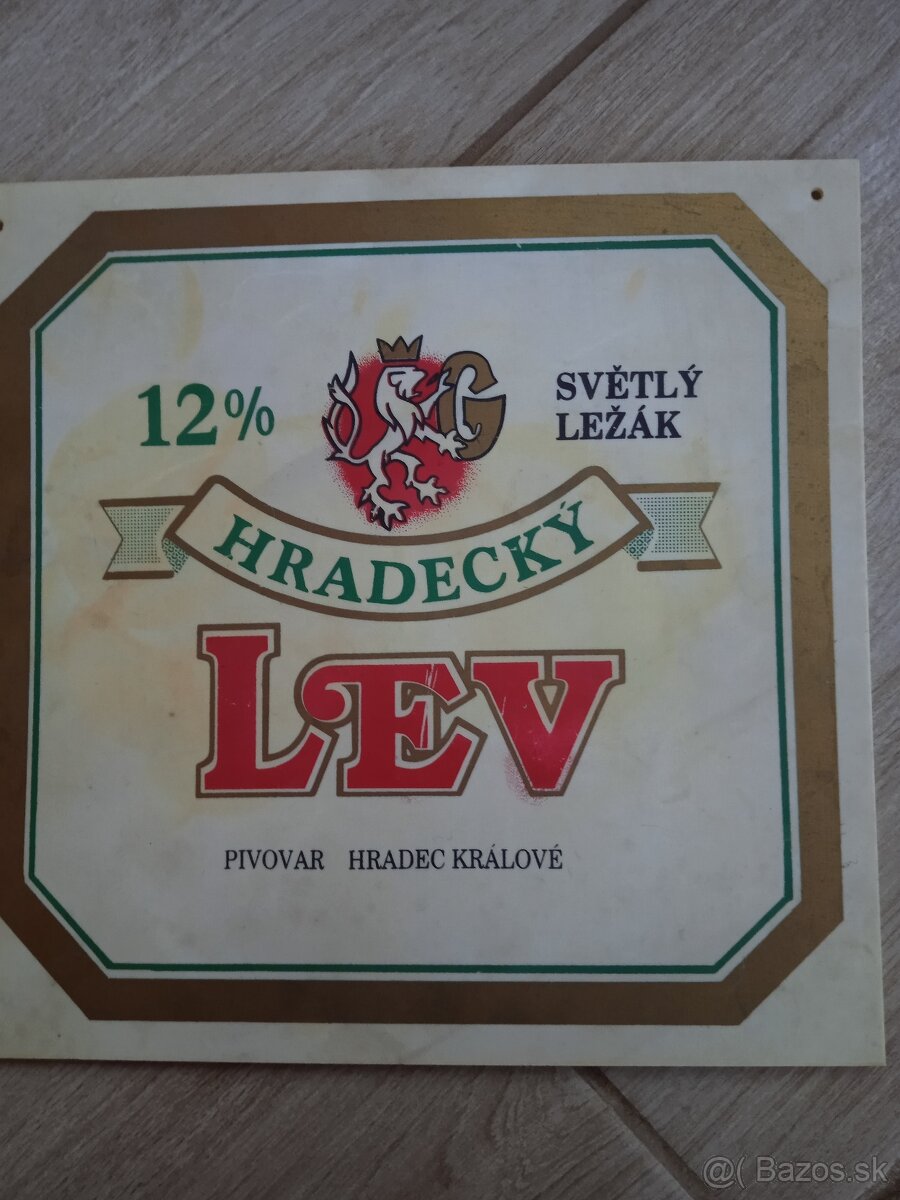 12%
G
SVĚTLÝ
LEŽÁK
HRADECKÝ
LEV
PIVOVAR HRADEC KRÁLOVÉ
@( Bazos.sk